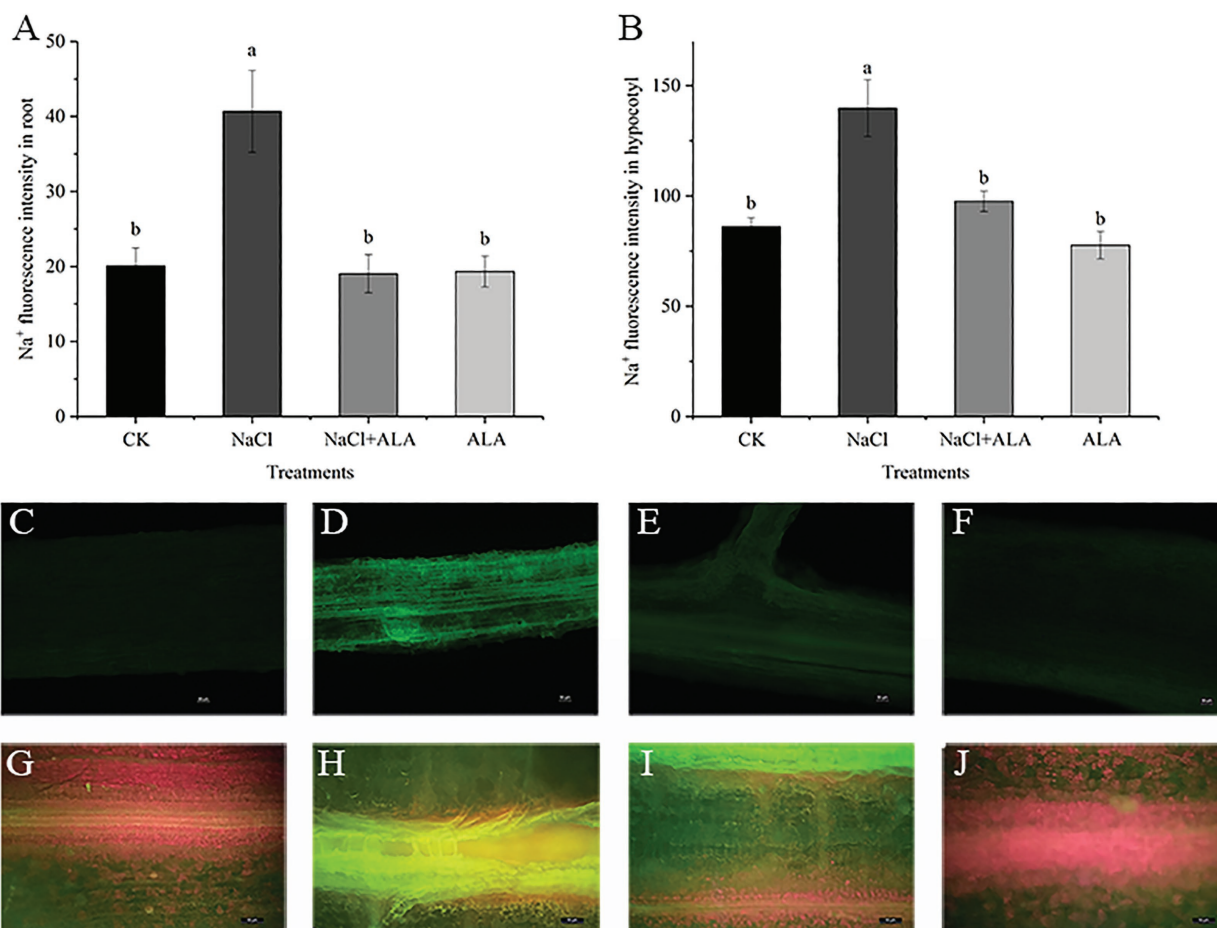 A
Na⁺ fluorescence intensity in root
50
40
30
20
10
0
a
b
b
b
CK
NaCl
NaCl+ALA
ALA
Treatments
B
Na⁺ fluorescence intensity in hypocotyl
150
100
50
0
a
b
b
b
CK
NaCl
NaCl+ALA
ALA
Treatments
C
D
E
F
G
H
I
J